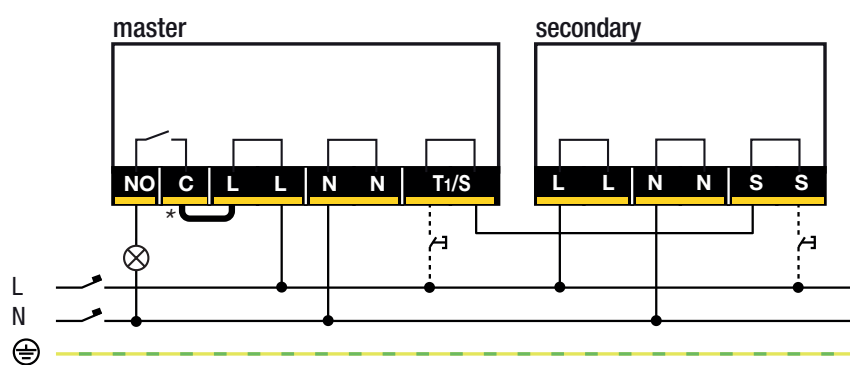 master secondary
NO C L L N N T1/S L L N N S S
*
L
N